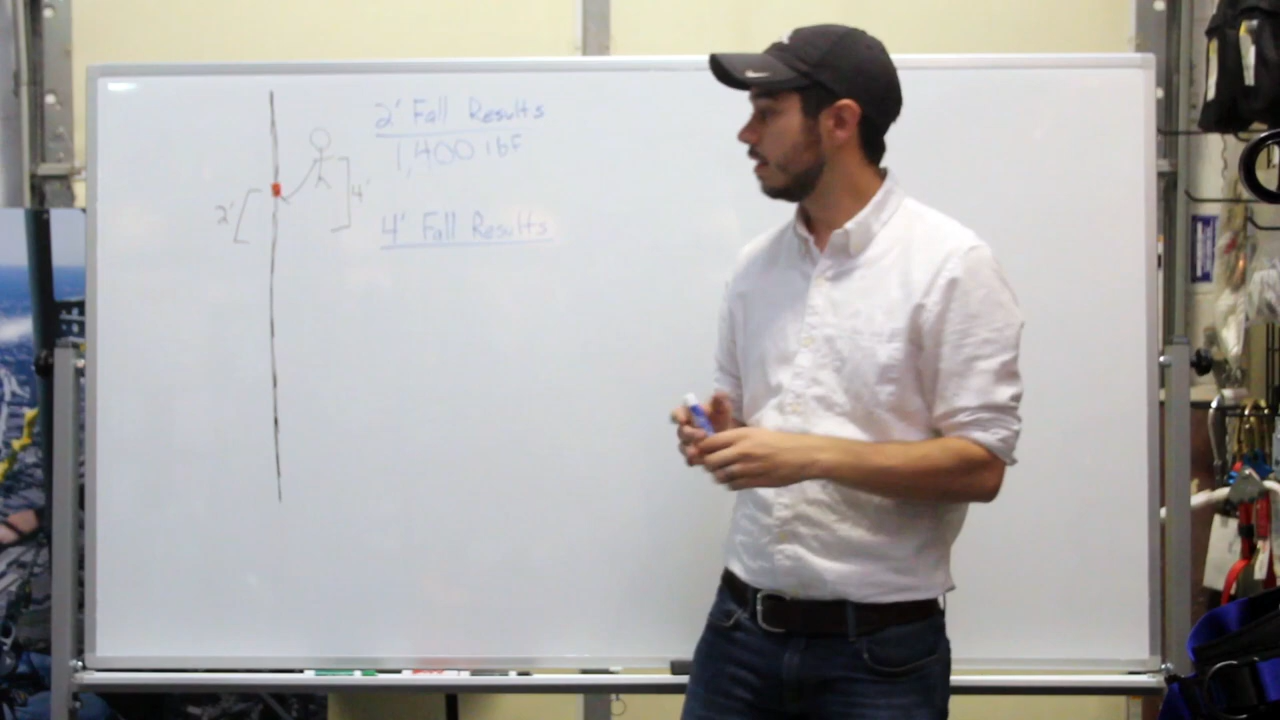 2' Fall Results
1,400 lbf
2'
4'
4' Fall Results